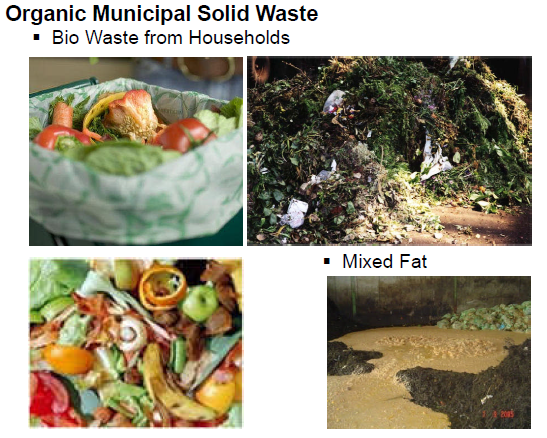 Organic Municipal Solid Waste
▪ Bio Waste from Households
▪ Mixed Fat